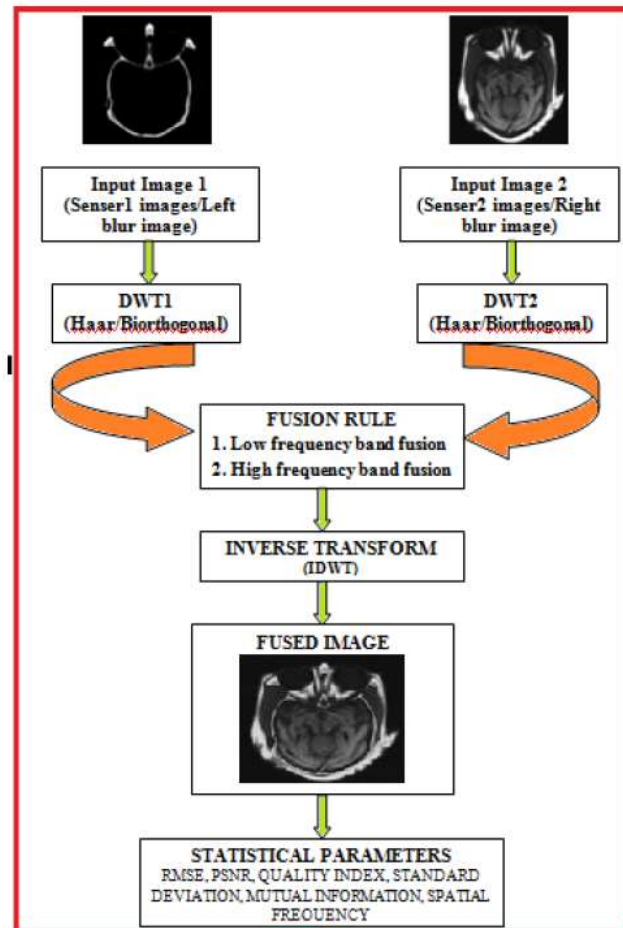 Input Image 1
(Senser1 images/Left
blur image)
Input Image 2
(Senser2 images/Right
blur image)
DWT1
(Haar/Biorthogonal)
DWT2
(Haar/Biorthogonal)
FUSION RULE
1. Low frequency band fusion
2. High frequency band fusion
INVERSE TRANSFORM
(IDWT)
FUSED IMAGE
STATISTICAL PARAMETERS
RMSE, PSNR, QUALITY INDEX, STANDARD
DEVIATION, MUTUAL INFORMATION, SPATIAL
FREQUENCY